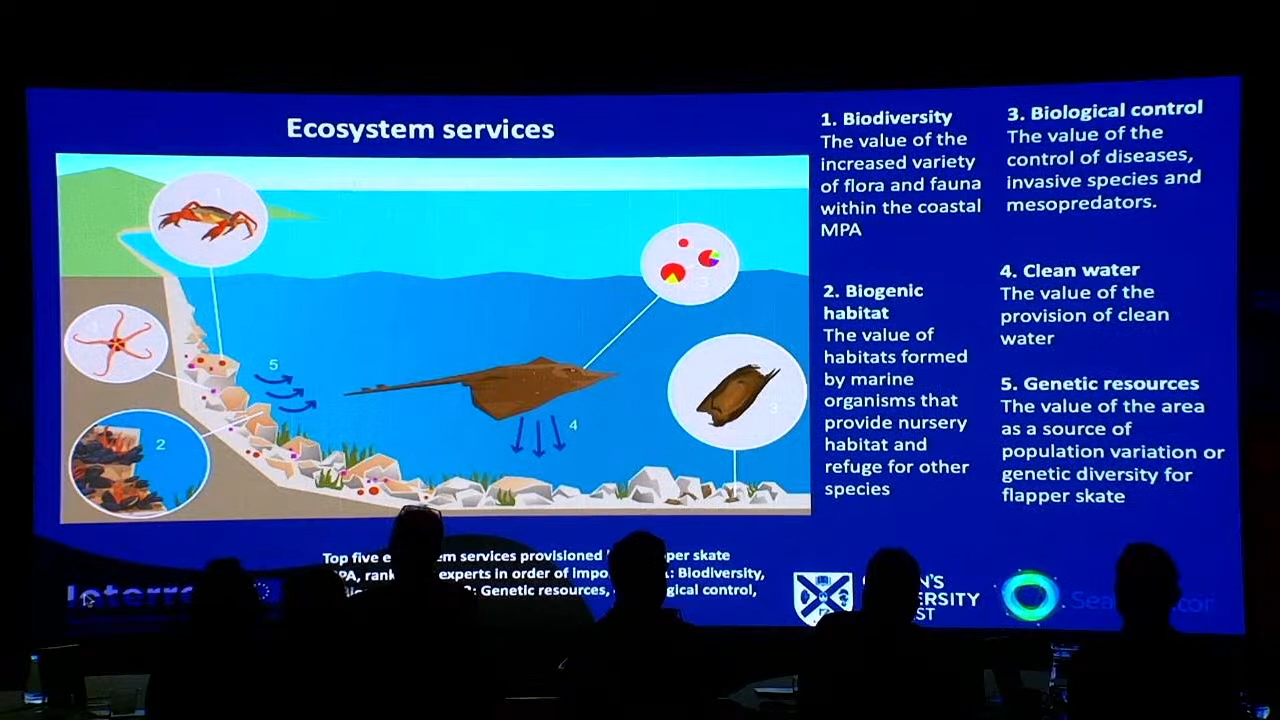 Ecosystem services
1
5
3
4
3
2
1. Biodiversity
The value of the
increased variety
of flora and fauna
within the coastal
MPA
2. Biogenic
habitat
The value of
habitats formed
by marine
organisms that
provide nursery
habitat and
refuge for other
species
3. Biological control
The value of the
control of diseases,
invasive species and
mesopredators.
4. Clean water
The value of the
provision of clean
water
5. Genetic resources
The value of the area
as a source of
population variation or
genetic diversity for
flapper skate
Top five services provisioned skate
experts in order of Biodiversity,
Genetic resources, control,